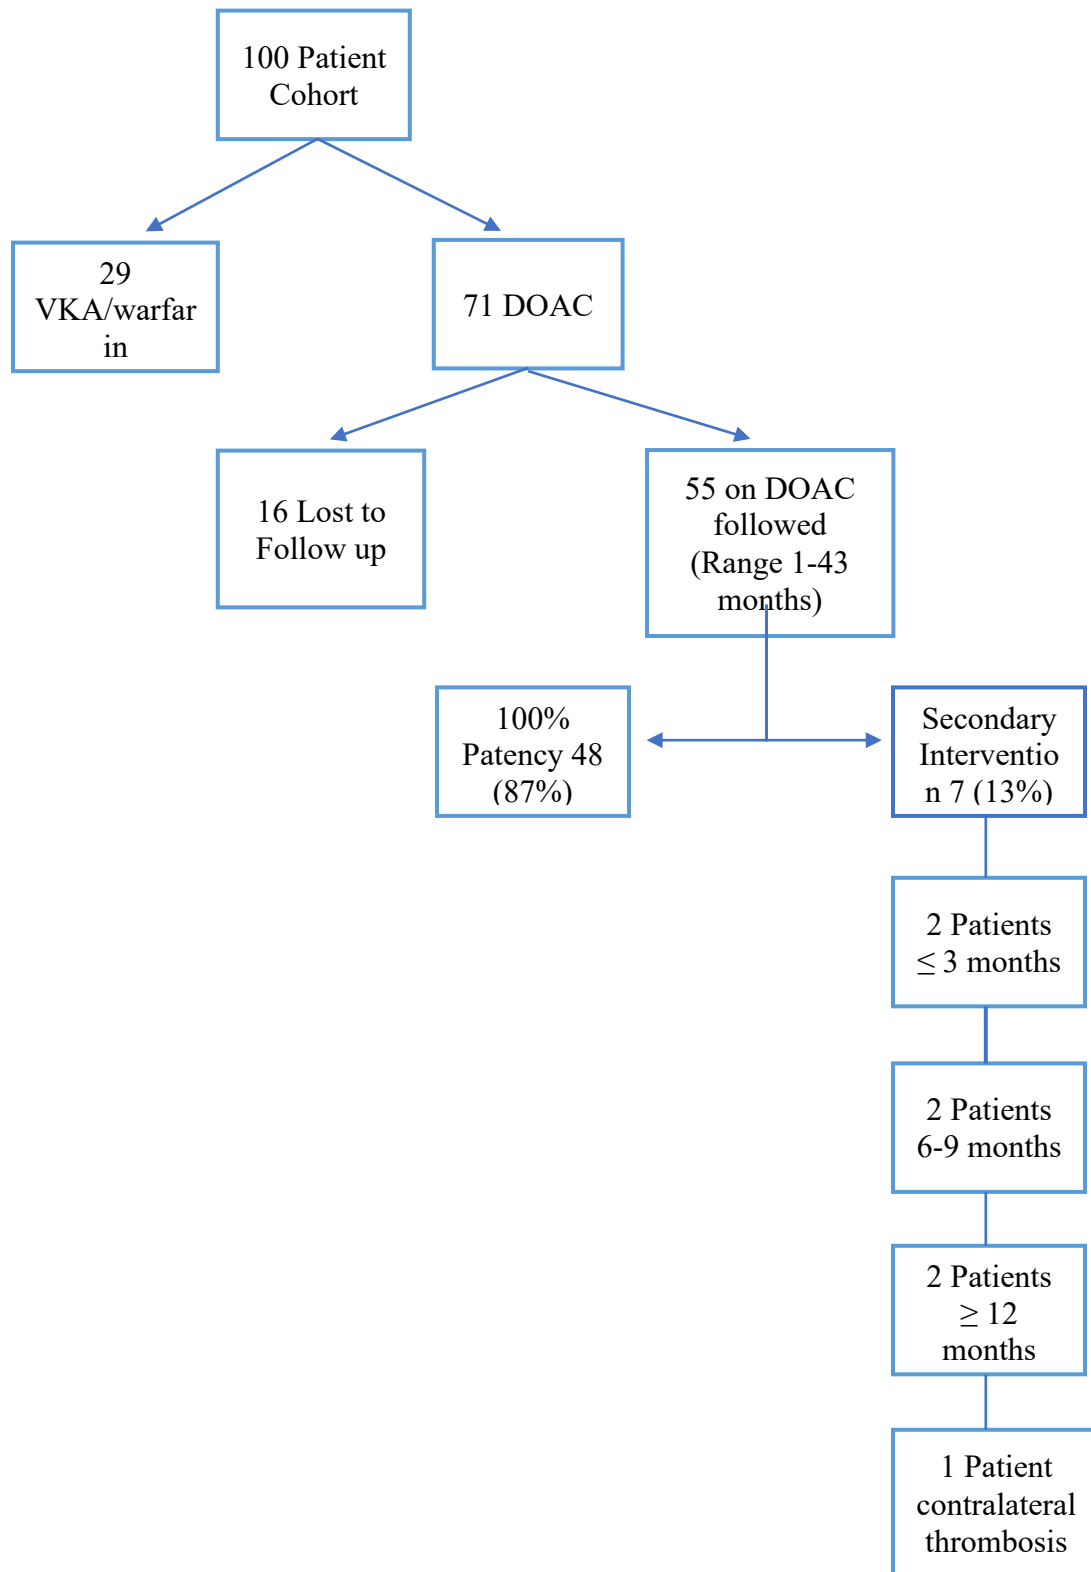 100 Patient
Cohort
29
VKA/warfar
in
71 DOAC
16 Lost to
Follow up
55 on DOAC
followed
(Range 1-43
months)
100%
Patency 48
(87%)
Secondary
Interventio
n 7 (13%)
2 Patients
≤ 3 months
2 Patients
6-9 months
2 Patients
≥ 12
months
1 Patient
contralateral
thrombosis